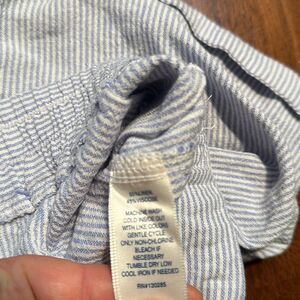 55%LINEN
45%VISCOSE
MACHINE WASH
COLD INSIDE OUT
WITH LIKE COLORS
GENTLE CYCLE
ONLY NON-CHLORINE
BLEACH IF
NECESSARY
TUMBLE DRY LOW
COOL IRON IF NEEDED
RN#130285